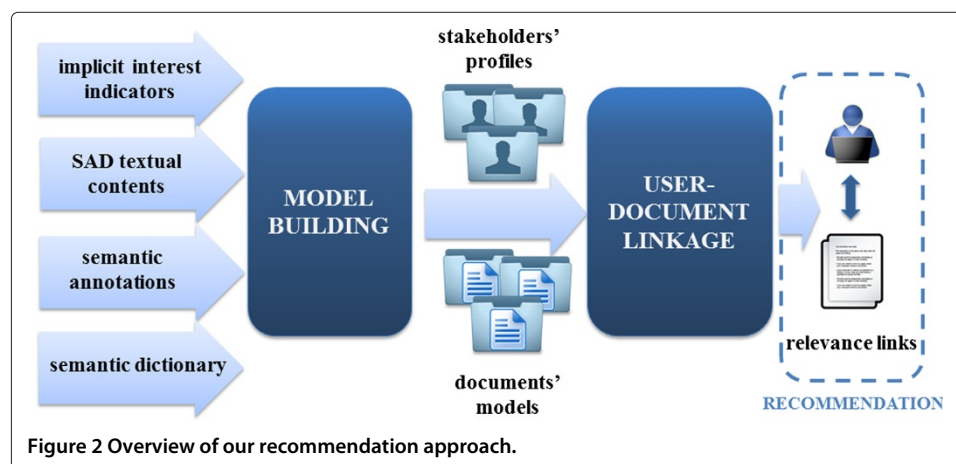 implicit interest
indicators
SAD textual
contents
semantic
annotations
semantic dictionary
MODEL
BUILDING
stakeholders’
profiles
documents’
models
USER-
DOCUMENT
LINKAGE
relevance links
RECOMMENDATION
Figure 2 Overview of our recommendation approach.